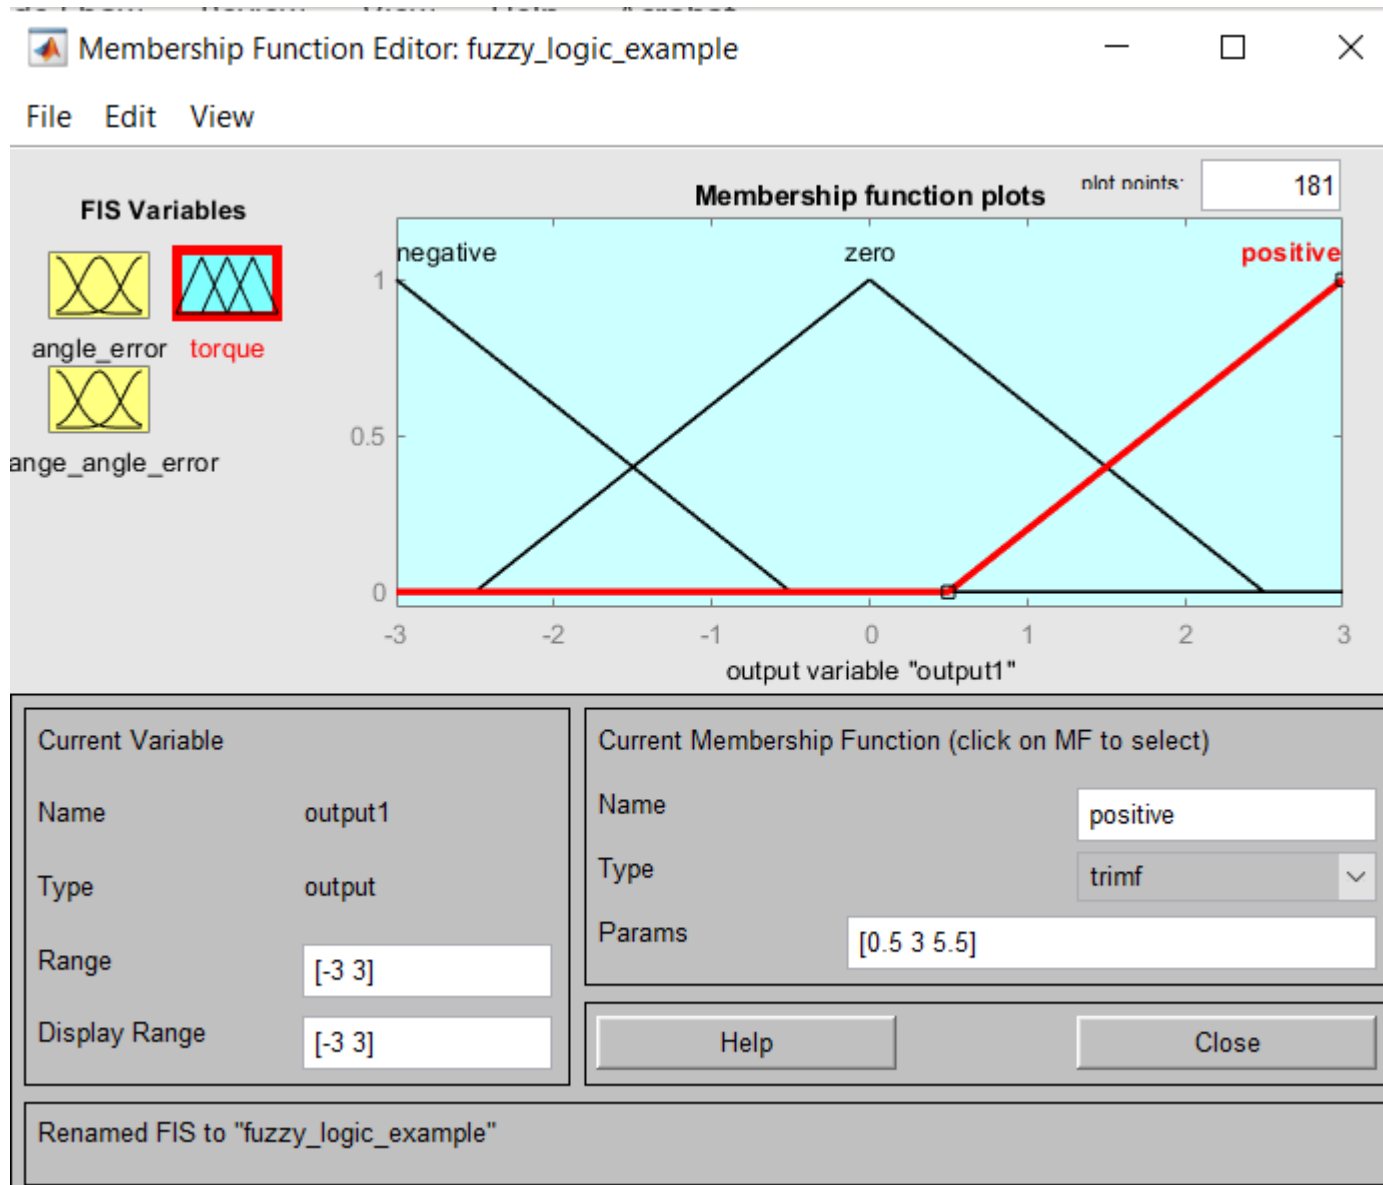 Membership Function Editor: fuzzy_logic_example
File Edit View
FIS Variables
angle_error
torque
ange_angle_error
Membership function plots
plot points:
181
negative
zero
positive
1
0.5
0
-3 -2 -1 0 1 2 3
output variable "output1"
Current Variable
Name output1
Type output
Range [-3 3]
Display Range [-3 3]
Current Membership Function (click on MF to select)
Name positive
Type trimf
Params [0.5 3 5.5]
Help
Close
Renamed FIS to "fuzzy_logic_example"